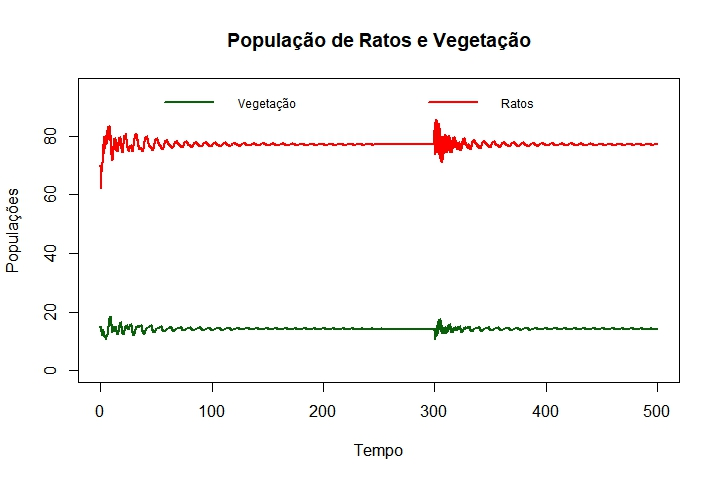 População de Ratos e Vegetação
Vegetação Ratos
Populações
80
60
40
20
0
0 100 200 300 400 500
Tempo